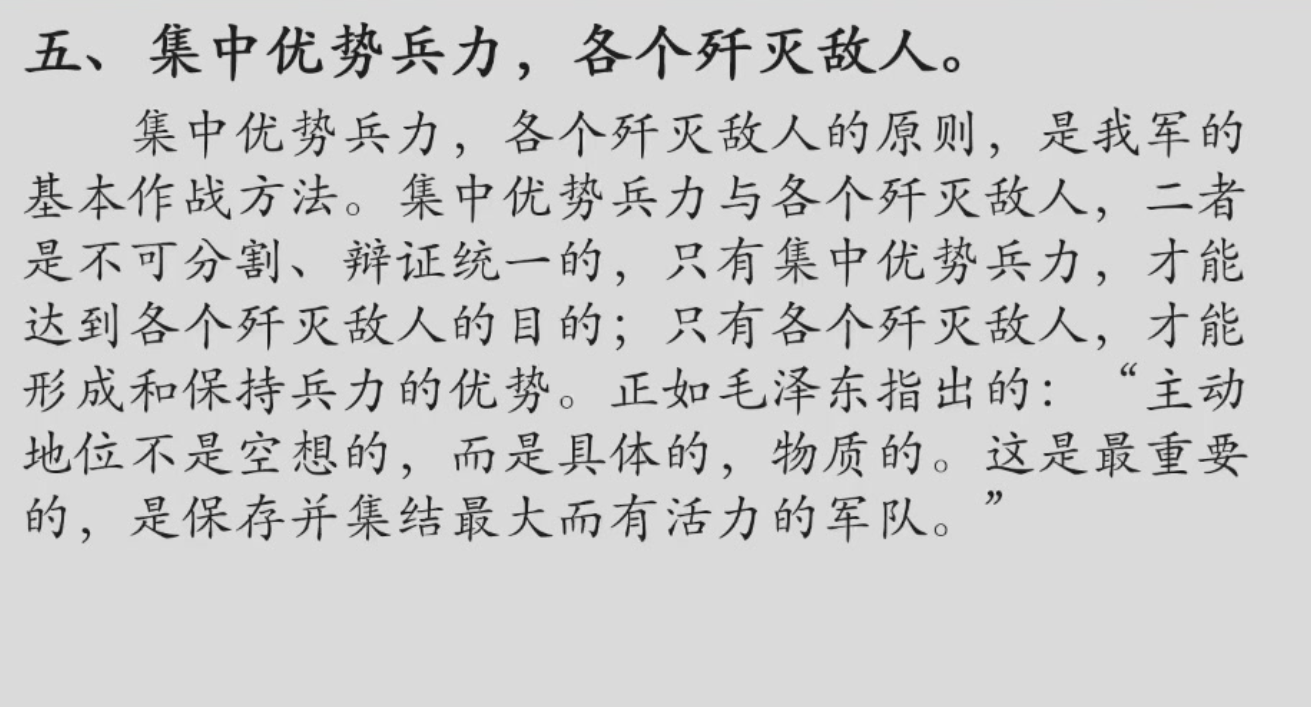 五、集中优势兵力，各个歼灭敌人。
集中优势兵力，各个歼灭敌人的原则，是我军的
基本作战方法。集中优势兵力与各个歼灭敌人，二者
是不可分割、辩证统一的，只有集中优势兵力，才能
达到各个歼灭敌人的目的；只有各个歼灭敌人，才能
形成和保持兵力的优势。正如毛泽东指出的：“主动
地位不是空想的，而是具体的，物质的。这是最重要
的，是保存并集结最大而有活力的军队。”